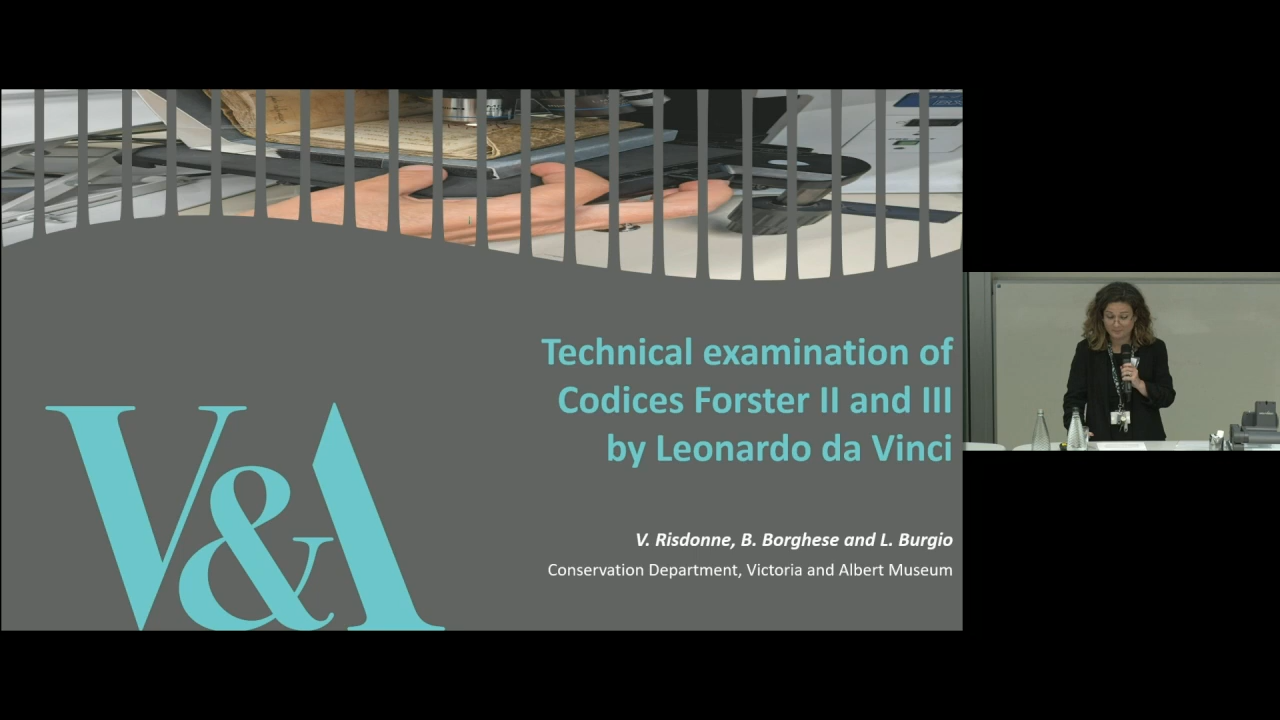 Technical examination of
Codices Forster II and III
by Leonardo da Vinci
V. Risdonne, B. Borghese and L. Burgio
Conservation Department, Victoria and Albert Museum
V&A